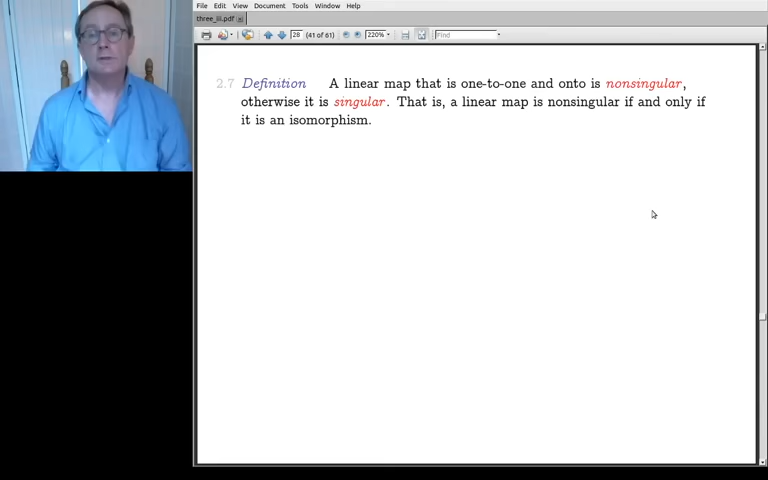 File Edit View Document Tools Window Help
three_iii.pdf
28 (41 of 61) 220% Find
2.7 Definition A linear map that is one-to-one and onto is nonsingular,
otherwise it is singular. That is, a linear map is nonsingular if and only if
it is an isomorphism.